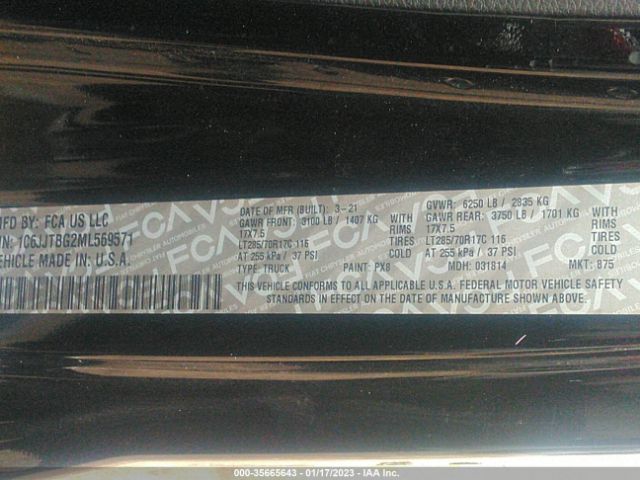 MFD BY: FCA US LLC
DATE OF MFR (BUILT): 3-21
GVWR: 6250 LB / 2835 KG
GAWR FRONT: 3100 LB / 1407 KG WITH
GAWR REAR: 3750 LB / 1701 KG WITH
17X7.5 RIMS
17X7.5 RIMS
LT285/70R17C 116 TIRES
LT285/70R17C 116 TIRES
AT 255 kPa / 37 PSI COLD
AT 255 kPa / 37 PSI COLD
VIN: 1C6JJTBG2ML569571
VEHICLE MADE IN: U.S.A.
TYPE: TRUCK PAINT: PX8 MDH: 031814 MKT: 875
THIS VEHICLE CONFORMS TO ALL APPLICABLE U.S.A. FEDERAL MOTOR VEHICLE SAFETY
STANDARDS IN EFFECT ON THE DATE OF MANUFACTURE SHOWN ABOVE.
000-35665643 - 01/17/2023 - IAA Inc.